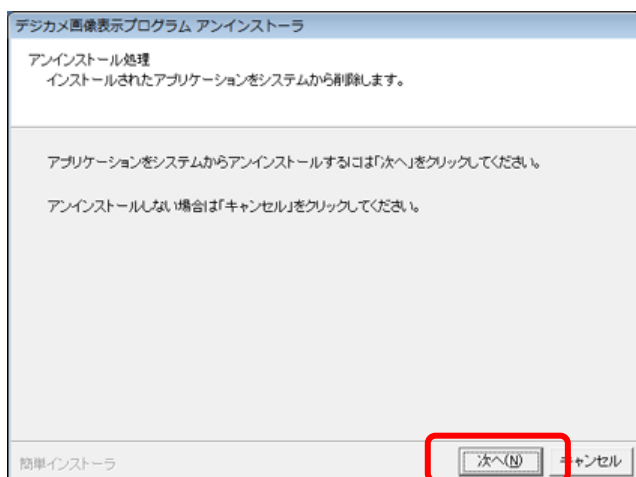 デジカメ画像表示プログラム アンインストーラ
アンインストール処理
インストールされたアプリケーションをシステムから削除します。
アプリケーションをシステムからアンインストールするには「次へ」をクリックしてください。
アンインストールしない場合は「キャンセル」をクリックしてください。
簡単インストーラ
次へ(N)
キャンセル